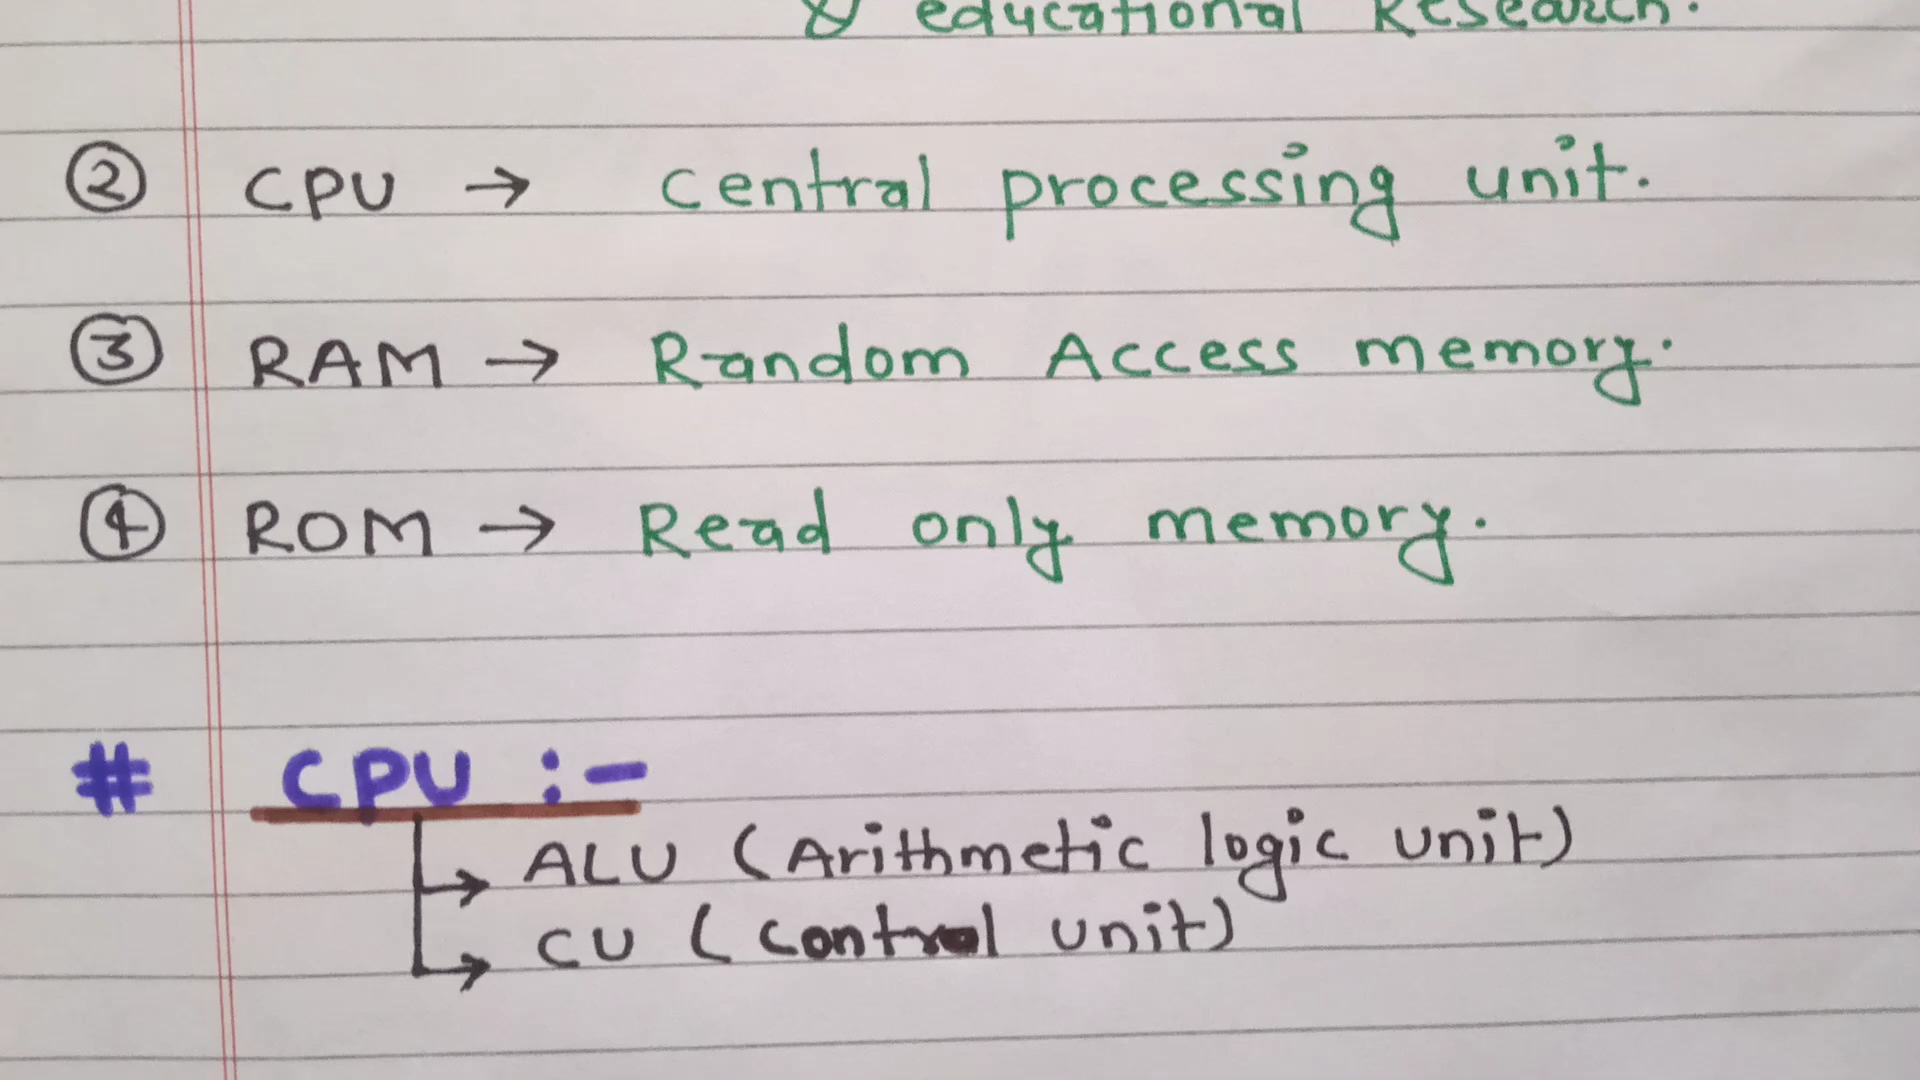 & educational Research.
② CPU → central processing unit.
③ RAM → Random Access memory.
④ ROM → Read only memory.
# CPU :-
→ ALU (Arithmetic logic unit)
→ CU (control unit)